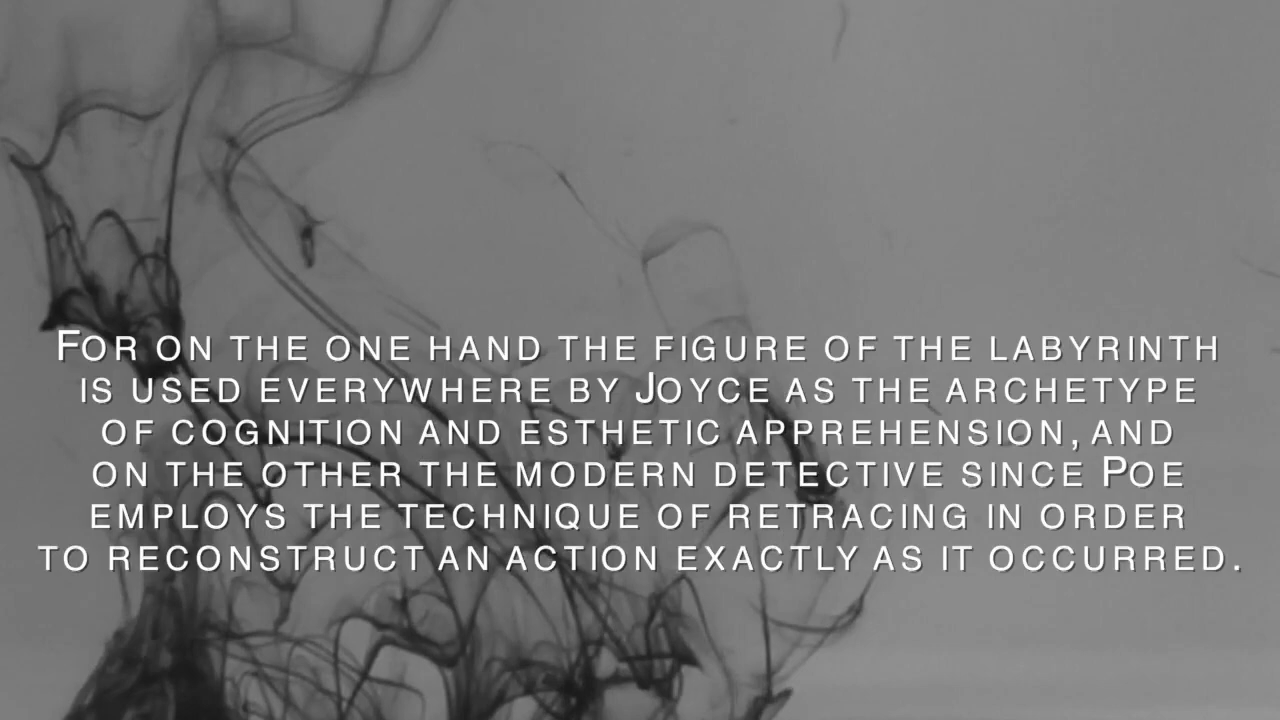 FOR ON THE ONE HAND THE FIGURE OF THE LABYRINTH
IS USED EVERYWHERE BY JOYCE AS THE ARCHETYPE
OF COGNITION AND ESTHETIC APPREHENSION, AND
ON THE OTHER THE MODERN DETECTIVE SINCE POE
EMPLOYS THE TECHNIQUE OF RETRACING IN ORDER
TO RECONSTRUCT AN ACTION EXACTLY AS IT OCCURRED.